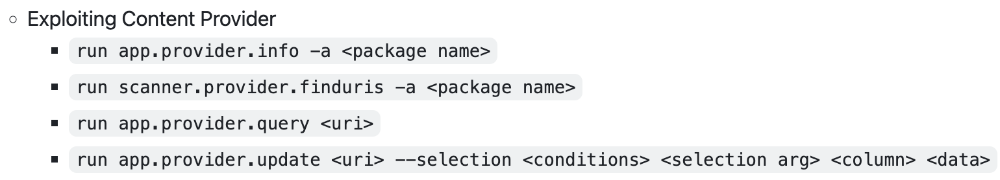 Exploiting Content Provider
run app.provider.info -a <package name>
run scanner.provider.finduris -a <package name>
run app.provider.query <uri>
run app.provider.update <uri> --selection <conditions> <selection arg> <column> <data>